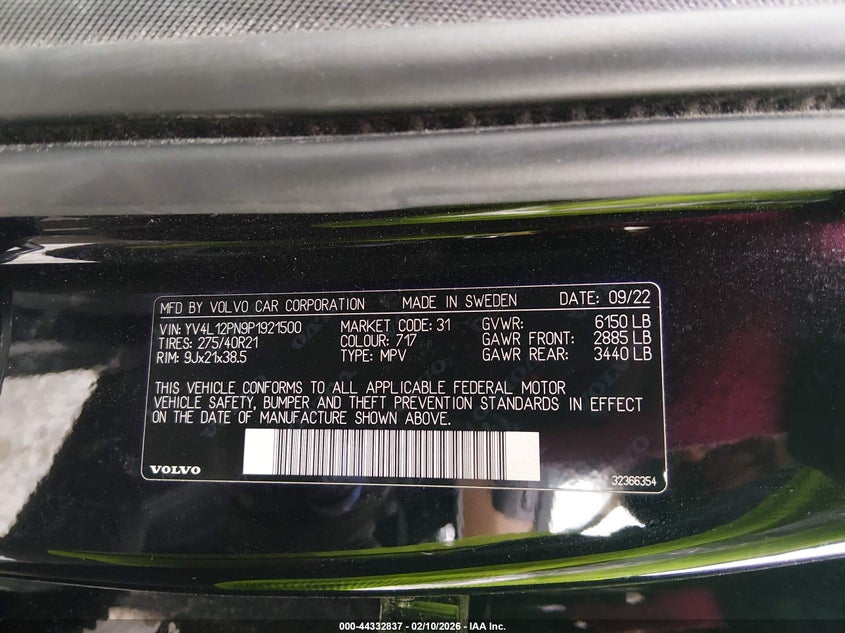 MFD BY VOLVO CAR CORPORATION MADE IN SWEDEN DATE: 09/22
VIN: YV4L12PN9P1921500 MARKET CODE: 31 GVWR: 6150 LB
TIRES: 275/40R21 COLOUR: 717 GAWR FRONT: 2885 LB
RIM: 9Jx21x38.5 TYPE: MPV GAWR REAR: 3440 LB
THIS VEHICLE CONFORMS TO ALL APPLICABLE FEDERAL MOTOR
VEHICLE SAFETY, BUMPER AND THEFT PREVENTION STANDARDS IN EFFECT
ON THE DATE OF MANUFACTURE SHOWN ABOVE.
VOLVO 32366354
000-44332837 - 02/10/2026 - IAA Inc.